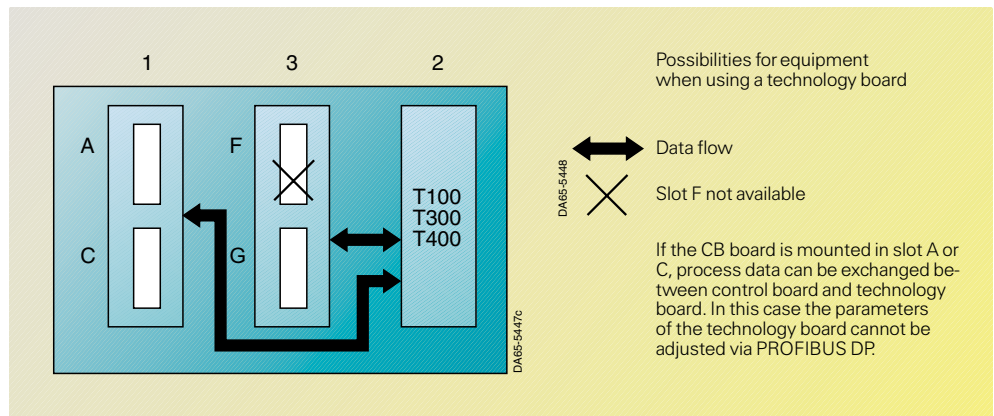 1 3 2
A F
C G
T100
T300
T400
DA65-5447c
Possibilities for equipment
when using a technology board
Data flow
Slot F not available
DA65-5448
If the CB board is mounted in slot A or
C, process data can be exchanged be-
tween control board and technology
board. In this case the parameters
of the technology board cannot be
adjusted via PROFIBUS DP.